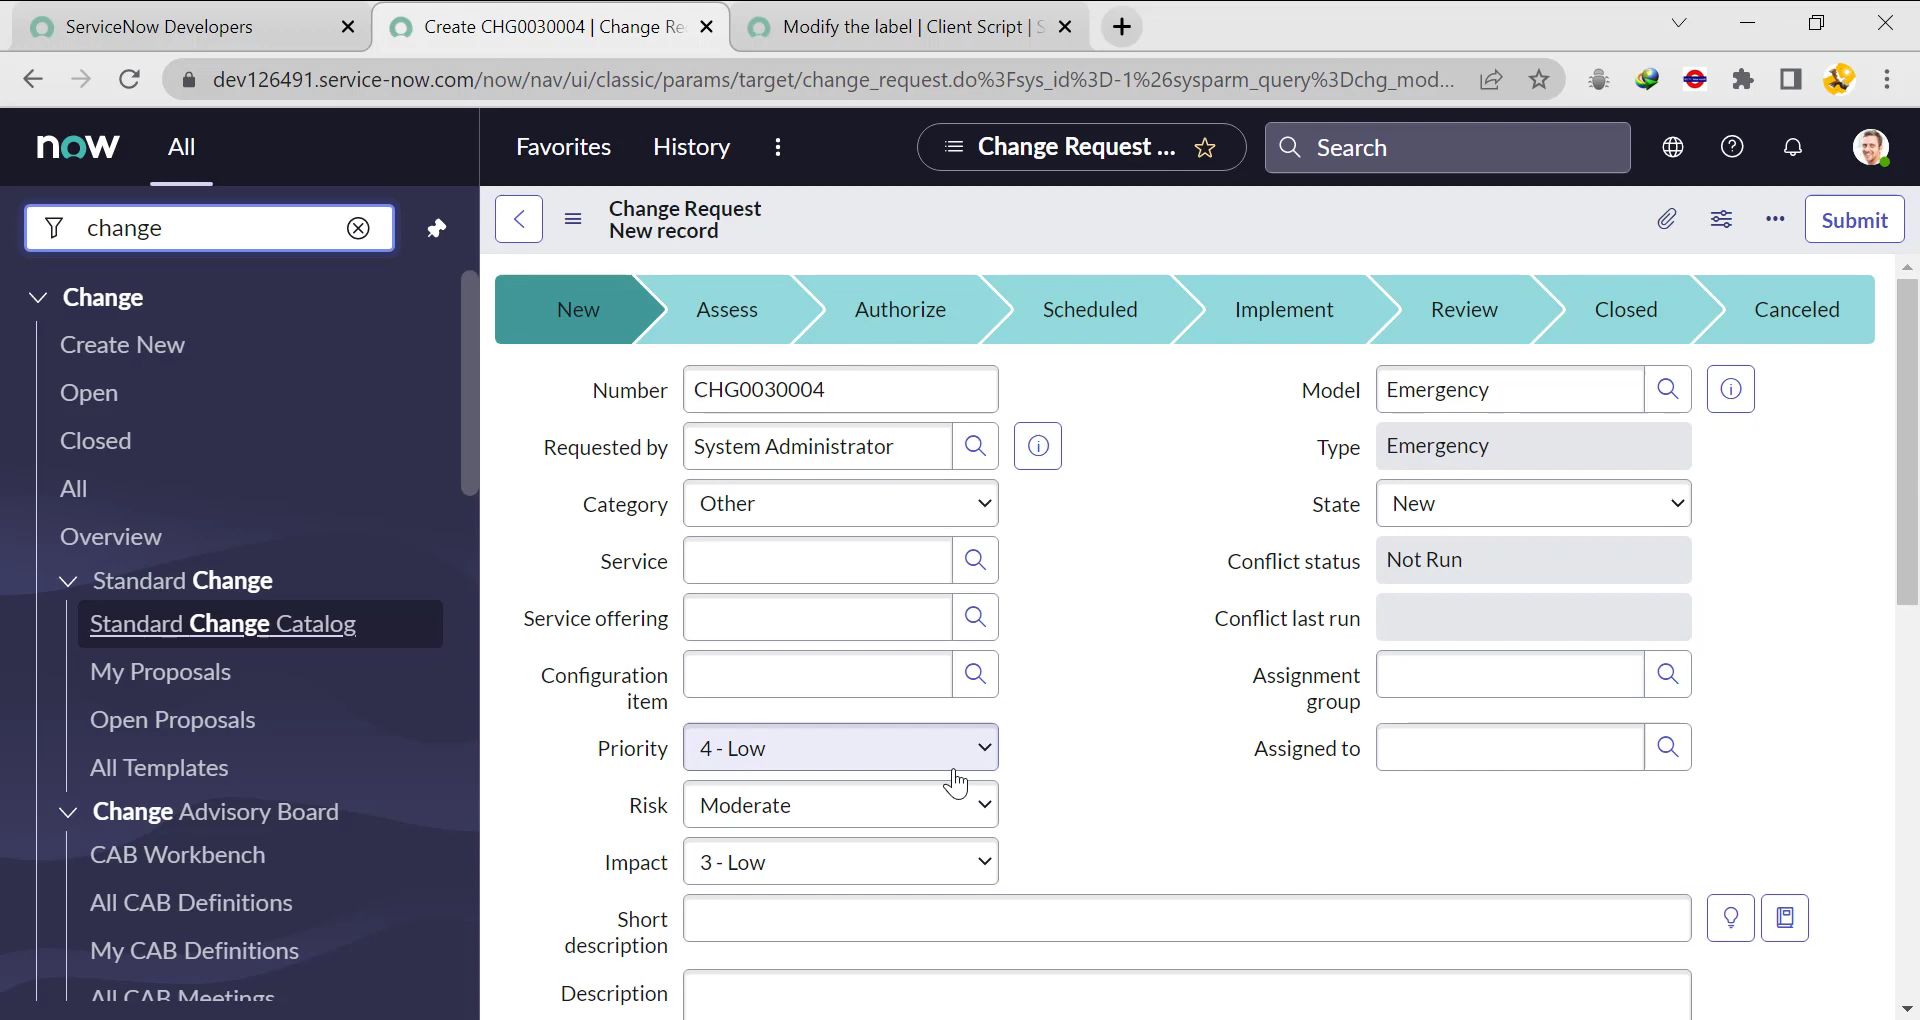 ServiceNow Developers
Create CHG0030004 | Change Re
Modify the label | Client Script | S
dev126491.service-now.com/now/nav/ui/classic/params/target/change_request.do%3Fsys_id%3D-1%26sysparm_query%3Dchg_mod...
now
All
Favorites
History
Change Request ...
Search
change
Change Request
New record
Submit
Change
Create New
Open
Closed
All
Overview
Standard Change
Standard Change Catalog
My Proposals
Open Proposals
All Templates
Change Advisory Board
CAB Workbench
All CAB Definitions
My CAB Definitions
All CAB Meetings
New
Assess
Authorize
Scheduled
Implement
Review
Closed
Canceled
Number
CHG0030004
Requested by
System Administrator
Category
Other
Service
Service offering
Configuration
item
Priority
4 - Low
Risk
Moderate
Impact
3 - Low
Model
Emergency
Type
Emergency
State
New
Conflict status
Not Run
Conflict last run
Assignment
group
Assigned to
Short
description
Description